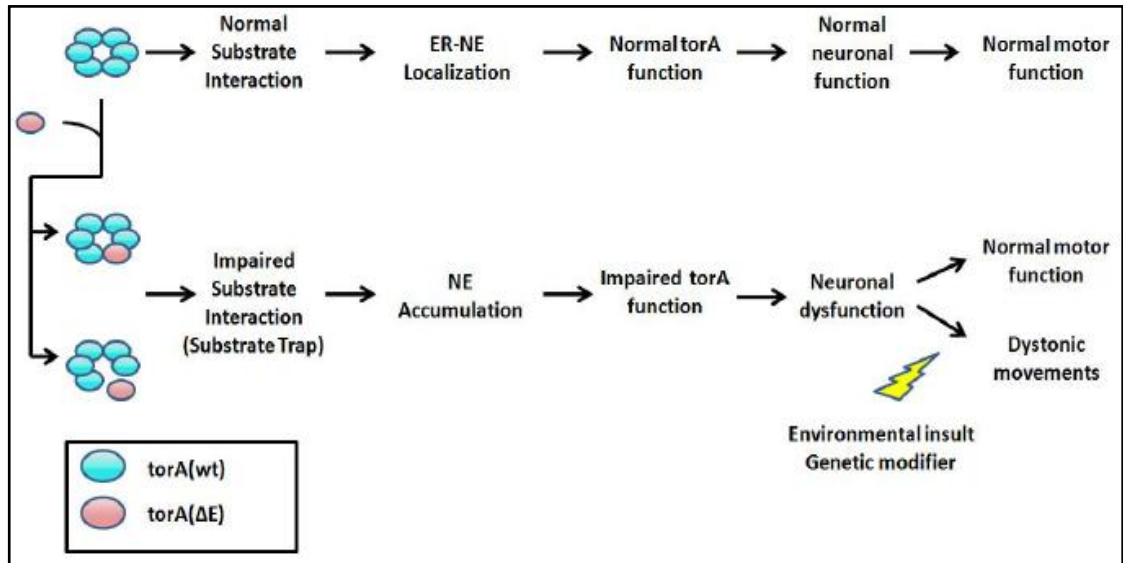 Normal
Substrate
Interaction
ER-NE
Localization
Normal torA
function
Normal
neuronal
function
Normal motor
function
Impaired
Substrate
Interaction
(Substrate Trap)
NE
Accumulation
Impaired torA
function
Neuronal
dysfunction
Normal motor
function
Dystonic
movements
Environmental insult
Genetic modifier
torA(wt)
torA(ΔE)